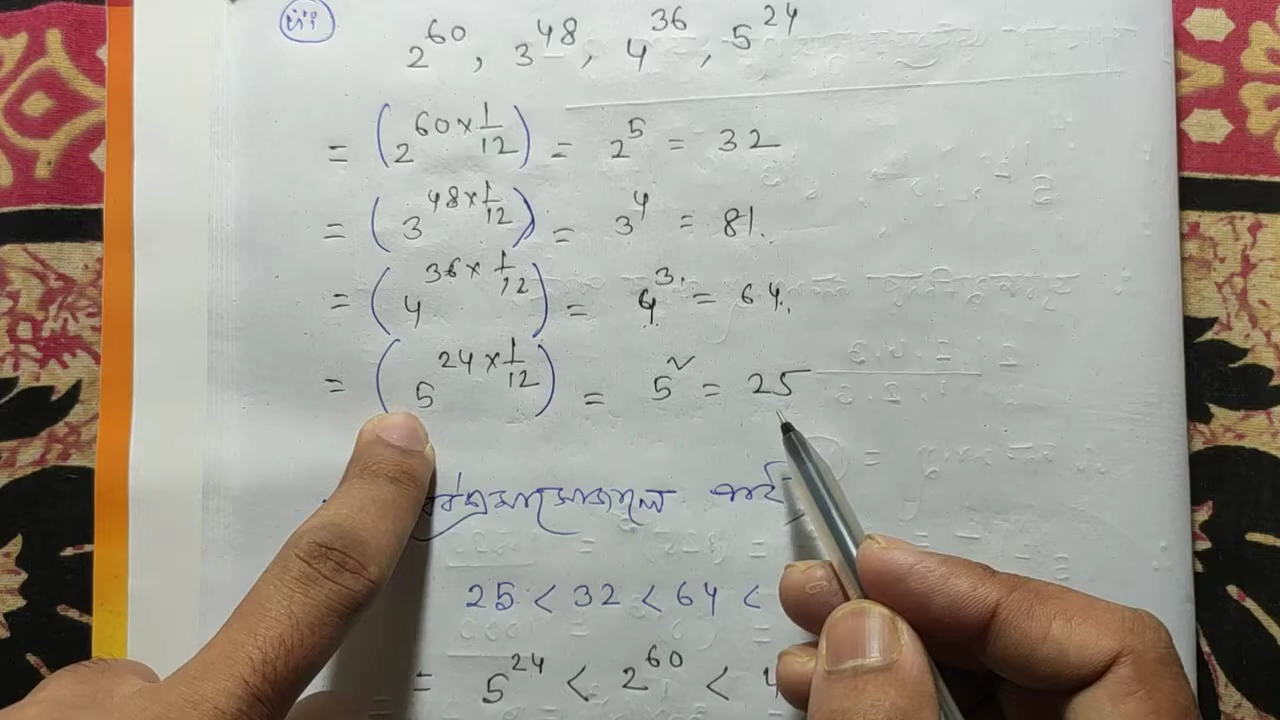 iii
2^60, 3^48, 4^36, 5^24
= (2^60×1/12) = 2^5 = 32
= (3^48×1/12) = 3^4 = 81.
= (4^36×1/12) = 4^3. = 64.
= (5^24×1/12) = 5^২ = 25
25 < 32 < 64 <
= 5^24 < 2^60 < 4